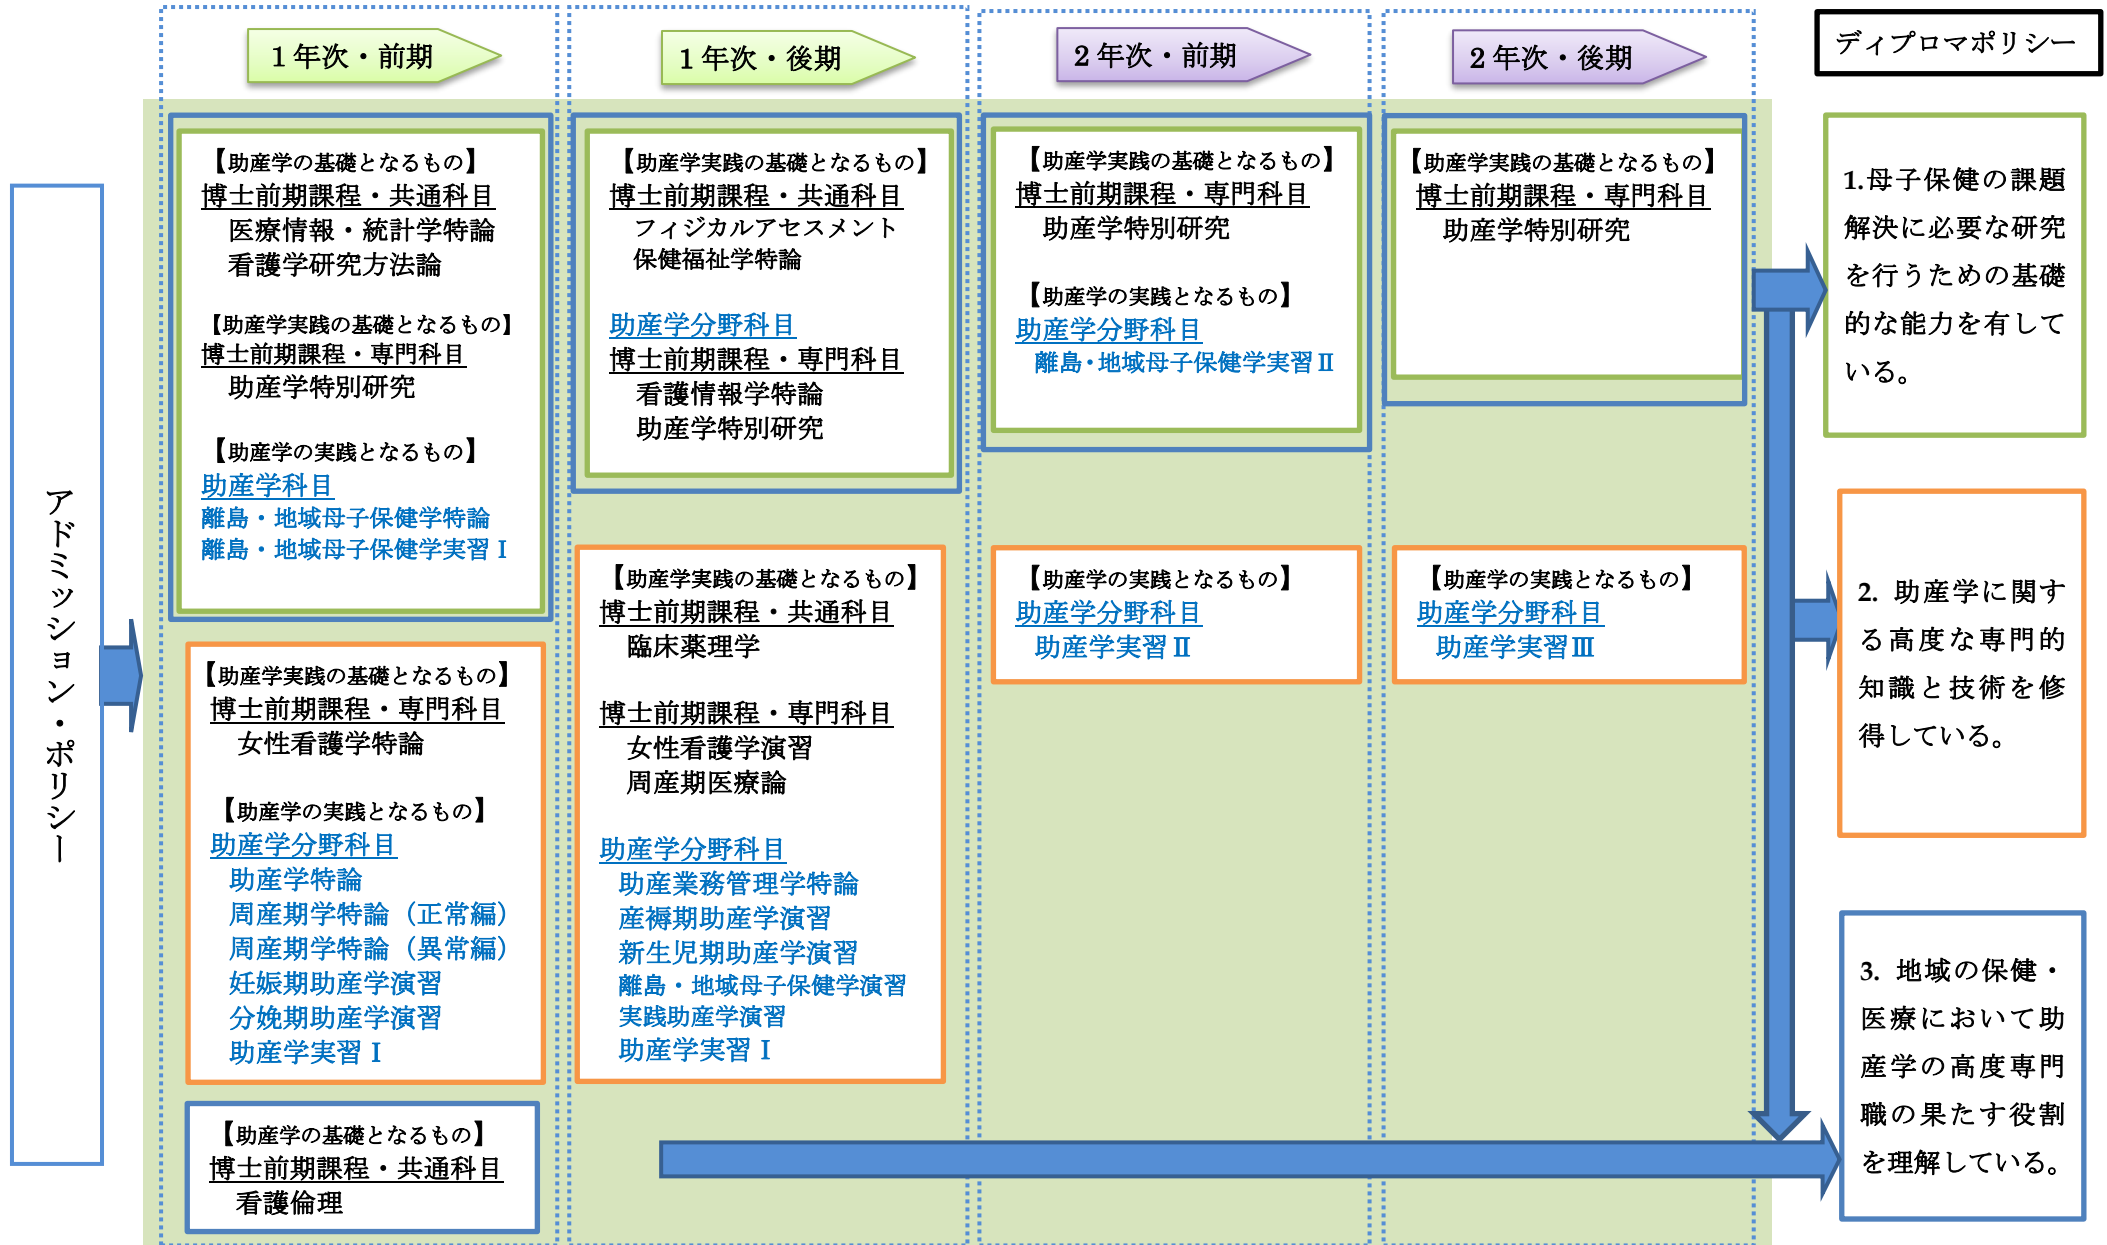 アドミッション・ポリシー
1年次・前期
【助産学の基礎となるもの】
博士前期課程・共通科目
医療情報・統計学特論
看護学研究方法論
【助産学実践の基礎となるもの】
博士前期課程・専門科目
助産学特別研究
【助産学の実践となるもの】
助産学科目
離島・地域母子保健学特論
離島・地域母子保健学実習Ⅰ
【助産学実践の基礎となるもの】
博士前期課程・専門科目
女性看護学特論
【助産学の実践となるもの】
助産学分野科目
助産学特論
周産期学特論（正常編）
周産期学特論（異常編）
妊娠期助産学演習
分娩期助産学演習
助産学実習Ⅰ
【助産学の基礎となるもの】
博士前期課程・共通科目
看護倫理
1年次・後期
【助産学実践の基礎となるもの】
博士前期課程・共通科目
フィジカルアセスメント
保健福祉学特論
助産学分野科目
博士前期課程・専門科目
看護情報学特論
助産学特別研究
【助産学実践の基礎となるもの】
博士前期課程・共通科目
臨床薬理学
博士前期課程・専門科目
女性看護学演習
周産期医療論
助産学分野科目
助産業務管理学特論
産褥期助産学演習
新生児期助産学演習
離島・地域母子保健学演習
実践助産学演習
助産学実習Ⅰ
2年次・前期
【助産学実践の基礎となるもの】
博士前期課程・専門科目
助産学特別研究
【助産学の実践となるもの】
助産学分野科目
離島・地域母子保健学実習Ⅱ
【助産学の実践となるもの】
助産学分野科目
助産学実習Ⅱ
2年次・後期
【助産学実践の基礎となるもの】
博士前期課程・専門科目
助産学特別研究
【助産学の実践となるもの】
助産学分野科目
助産学実習Ⅲ
ディプロマポリシー
1.母子保健の課題
解決に必要な研究
を行うための基礎
的な能力を有して
いる。
2. 助産学に関す
る高度な専門的
知識と技術を修
得している。
3. 地域の保健・
医療において助
産学の高度専門
職の果たす役割
を理解している。